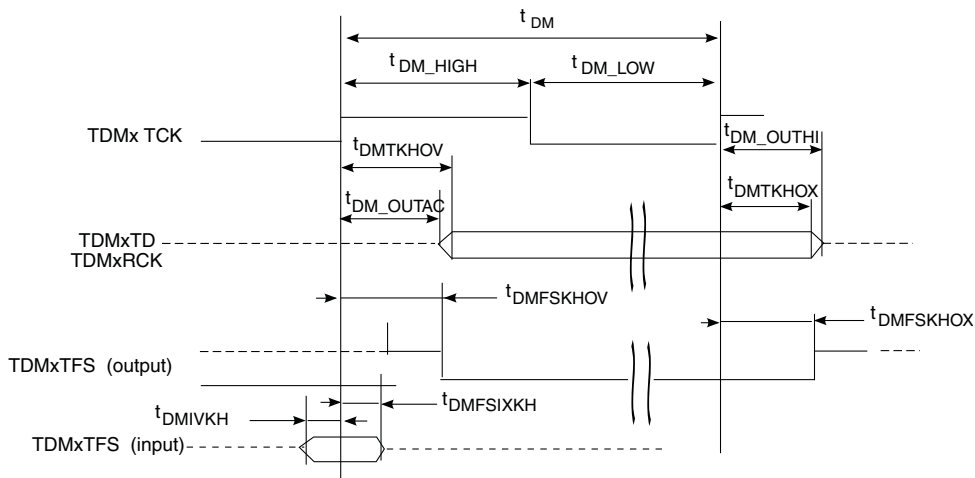 t DM
t DM_HIGH
t DM_LOW
TDMx TCK
t DM_OUTHI
t DMTKHOV
t DMTKHOX
t DM_OUTAC
TDMxTD
TDMxRCK
t DMFSKHOV
t DMFSKHOX
TDMxTFS (output)
t DMFSIXKH
t DMIVKH
TDMxTFS (input)